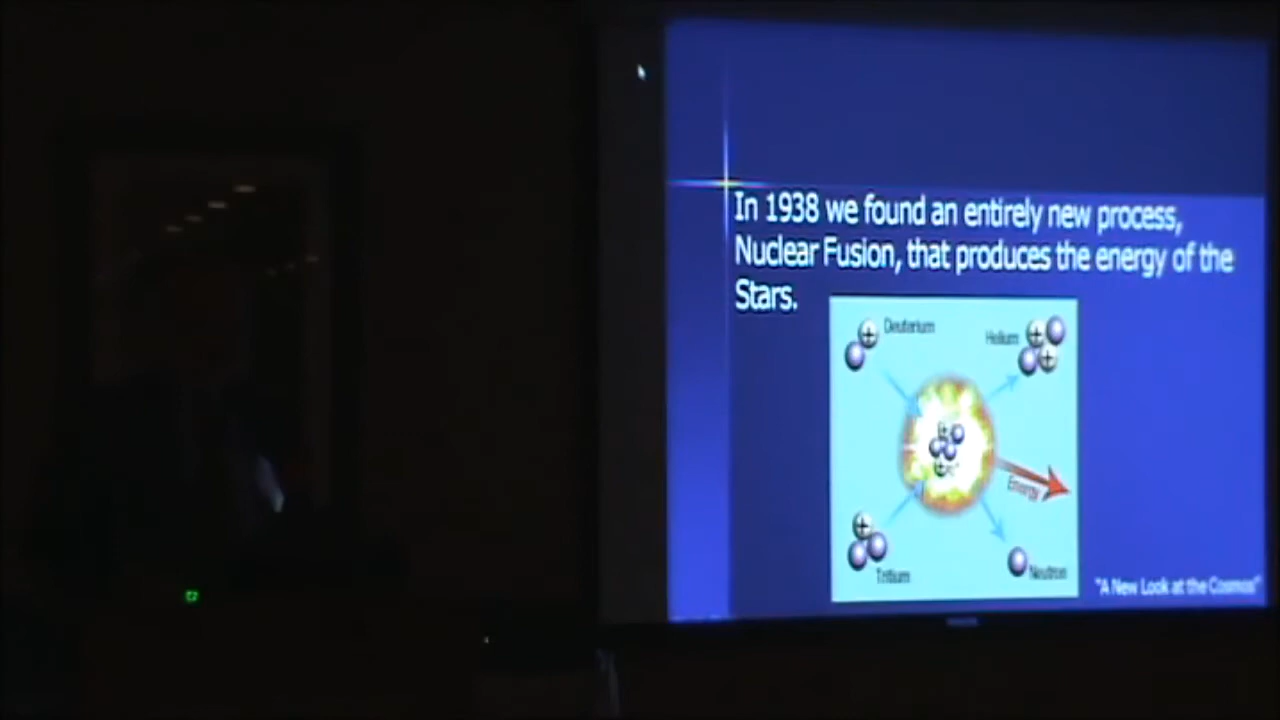 In 1938 we found an entirely new process,
Nuclear Fusion, that produces the energy of the
Stars.
Deuterium
Helium
Energy
Tritium
Neutron
"A New Look at the Cosmos"